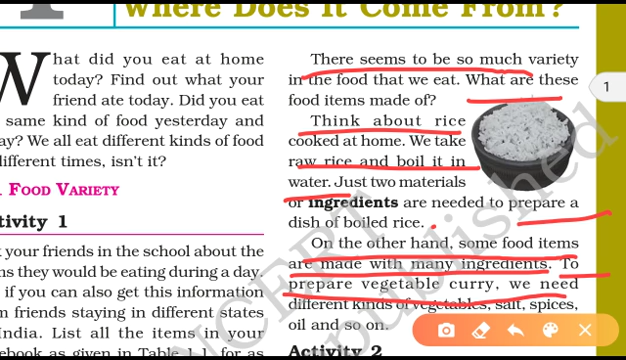 Where Does It Come From?
What did you eat at home
today? Find out what your
friend ate today. Did you eat
same kind of food yesterday and
ay? We all eat different kinds of food
different times, isn't it?
FOOD VARIETY
tivity 1
your friends in the school about the
ns they would be eating during a day.
if you can also get this information
m friends staying in different states
India. List all the items in your
ebook as given in Table 1.1, for as
There seems to be so much variety
in the food that we eat. What are these
food items made of?
Think about rice
cooked at home. We take
raw rice and boil it in
water. Just two materials
or ingredients are needed to prepare a
dish of boiled rice.
On the other hand, some food items
are made with many ingredients. To
prepare vegetable curry, we need
different kinds of vegetables, salt, spices,
oil and so on.
Activity 2
1
NCERT
published